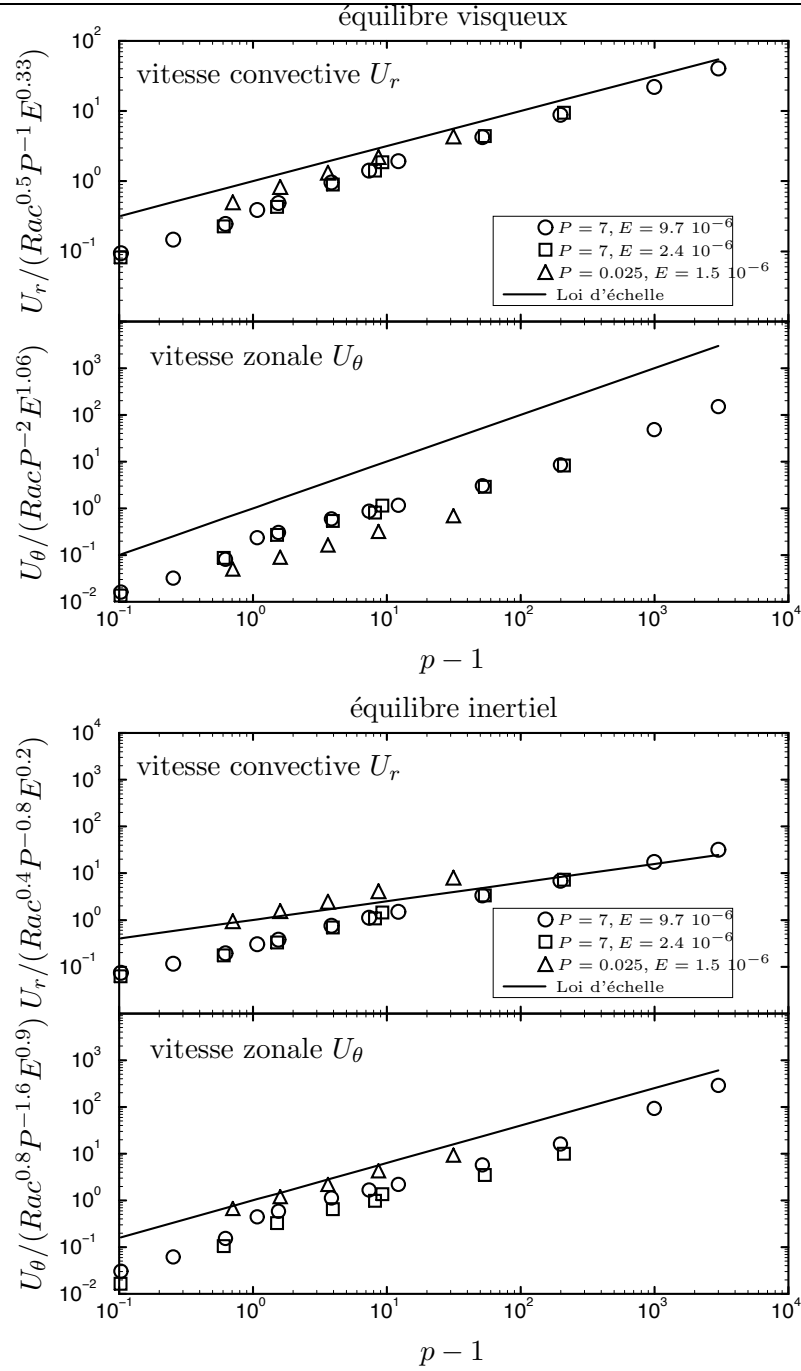 équilibre visqueux
vitesse convective U_r
U_r/(Rac^{0.5}P^{-1}E^{0.33})
10^2
10^1
10^0
10^{-1}
P = 7, E = 9.7 10^{-6}
P = 7, E = 2.4 10^{-6}
P = 0.025, E = 1.5 10^{-6}
Loi d'échelle
vitesse zonale U_θ
U_θ/(RacP^{-2}E^{1.06})
10^3
10^2
10^1
10^0
10^{-1}
10^{-2}
10^{-1} 10^0 10^1 10^2 10^3 10^4
p − 1
équilibre inertiel
vitesse convective U_r
U_r/(Rac^{0.4}P^{-0.8}E^{0.2})
10^4
10^3
10^2
10^1
10^0
10^{-1}
P = 7, E = 9.7 10^{-6}
P = 7, E = 2.4 10^{-6}
P = 0.025, E = 1.5 10^{-6}
Loi d'échelle
vitesse zonale U_θ
U_θ/(Rac^{0.8}P^{-1.6}E^{0.9})
10^3
10^2
10^1
10^0
10^{-1}
10^{-2}
10^{-1} 10^0 10^1 10^2 10^3 10^4
p − 1